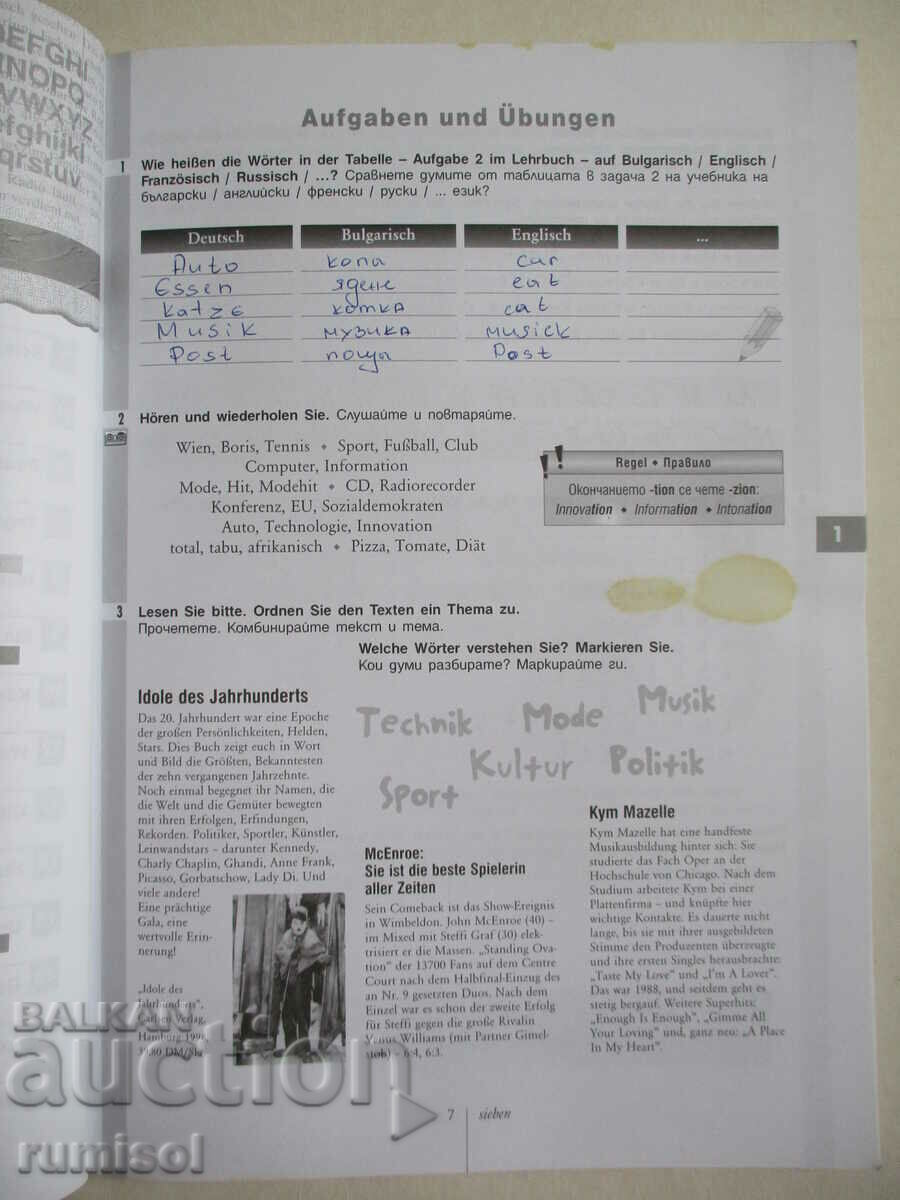 DEFGHI
efghijkl
qrstuv
Aufgaben und Übungen
1 Wie heißen die Wörter in der Tabelle – Aufgabe 2 im Lehrbuch – auf Bulgarisch / Englisch /
Französisch / Russisch / ...? Сравнете думите от таблицата в задача 2 на учебника на
български / английски / френски / руски / ... език?
Deutsch Bulgarisch Englisch ...
Auto кола car
Essen ядене eat
Katze котка cat
Musik музика musick
Post поща Post
2 Hören und wiederholen Sie. Слушайте и повтаряйте.
Wien, Boris, Tennis • Sport, Fußball, Club
Computer, Information
Mode, Hit, Modehit • CD, Radiorecorder
Konferenz, EU, Sozialdemokraten
Auto, Technologie, Innovation
total, tabu, afrikanisch • Pizza, Tomate, Diät
!!
Regel • Правило
Окончанието -tion се чете -zion:
Innovation • Information • Intonation
1
3 Lesen Sie bitte. Ordnen Sie den Texten ein Thema zu.
Прочетете. Комбинирайте текст и тема.
Welche Wörter verstehen Sie? Markieren Sie.
Кои думи разбирате? Маркирайте ги.
Technik Mode Musik
Kultur Politik
Sport
Idole des Jahrhunderts
Das 20. Jahrhundert war eine Epoche
der großen Persönlichkeiten, Helden,
Stars. Dies Buch zeigt euch in Wort
und Bild die Größten, Bekanntesten
der zehn vergangenen Jahrzehnte.
Noch einmal begegnet ihr Namen, die
die Welt und die Gemüter bewegten
mit ihren Erfolgen, Erfindungen,
Rekorden. Politiker, Sportler, Künstler,
Leinwandstars – darunter Kennedy,
Charly Chaplin, Ghandi, Anne Frank,
Picasso, Gorbatschow, Lady Di. Und
viele andere!
Eine prächtige
Gala, eine
wertvolle Erin-
nerung!
„Idole des
Jahrhunderts",
Carlsen Verlag,
Hamburg
McEnroe:
Sie ist die beste Spielerin
aller Zeiten
Sein Comeback ist das Show-Ereignis
in Wimbeldon. John McEnroe (40) –
im Mixed mit Steffi Graf (30) elek-
trisiert er die Massen. „Standing Ova-
tion" der 13700 Fans auf dem Centre
Court nach dem Halbfinal-Einzug des
an Nr. 9 gesetzten Duos. Nach dem
Einzel war es schon der zweite Erfolg
für Steffi gegen die große Rivalin
Venus Williams (mit Partner Gimel-
stob) – 6:4, 6:3.
Kym Mazelle
Kym Mazelle hat eine handfeste
Musikausbildung hinter sich: Sie
studierte das Fach Oper an der
Hochschule von Chicago. Nach dem
Studium arbeitete Kym bei einer
Plattenfirma – und knüpfte hier
wichtige Kontakte. Es dauerte nicht
lange, bis sie mit ihrer ausgebildeten
Stimme den Produzenten überzeugte
und ihre ersten Singles herausbrachte:
„Taste My Love" und „I'm A Lover".
Das war 1988, und seitdem geht es
stetig bergauf. Weitere Superhits:
„Enough Is Enough", „Gimme All
Your Loving" und, ganz neu: „A Place
In My Heart".
7 sieben
BALKAN
auction
rumisol